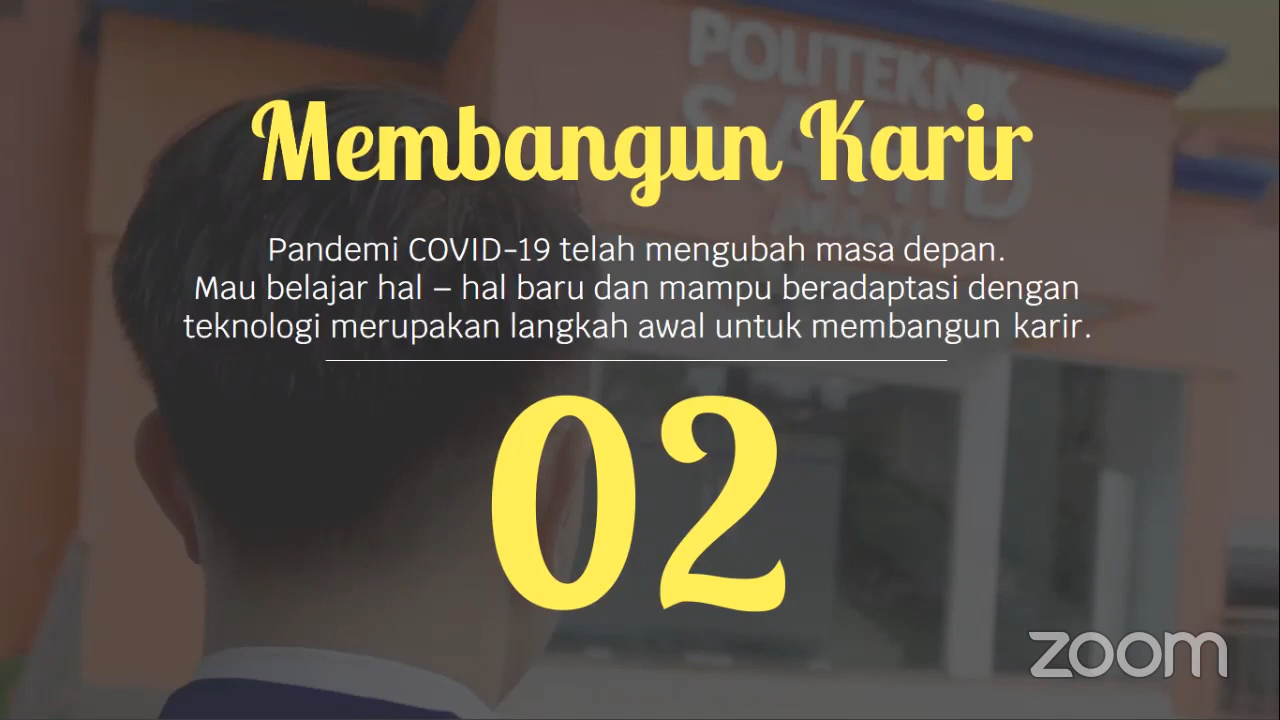 POLITEKNIK
Membangun Karir
Pandemi COVID-19 telah mengubah masa depan.
Mau belajar hal – hal baru dan mampu beradaptasi dengan
teknologi merupakan langkah awal untuk membangun karir.
02
zoom